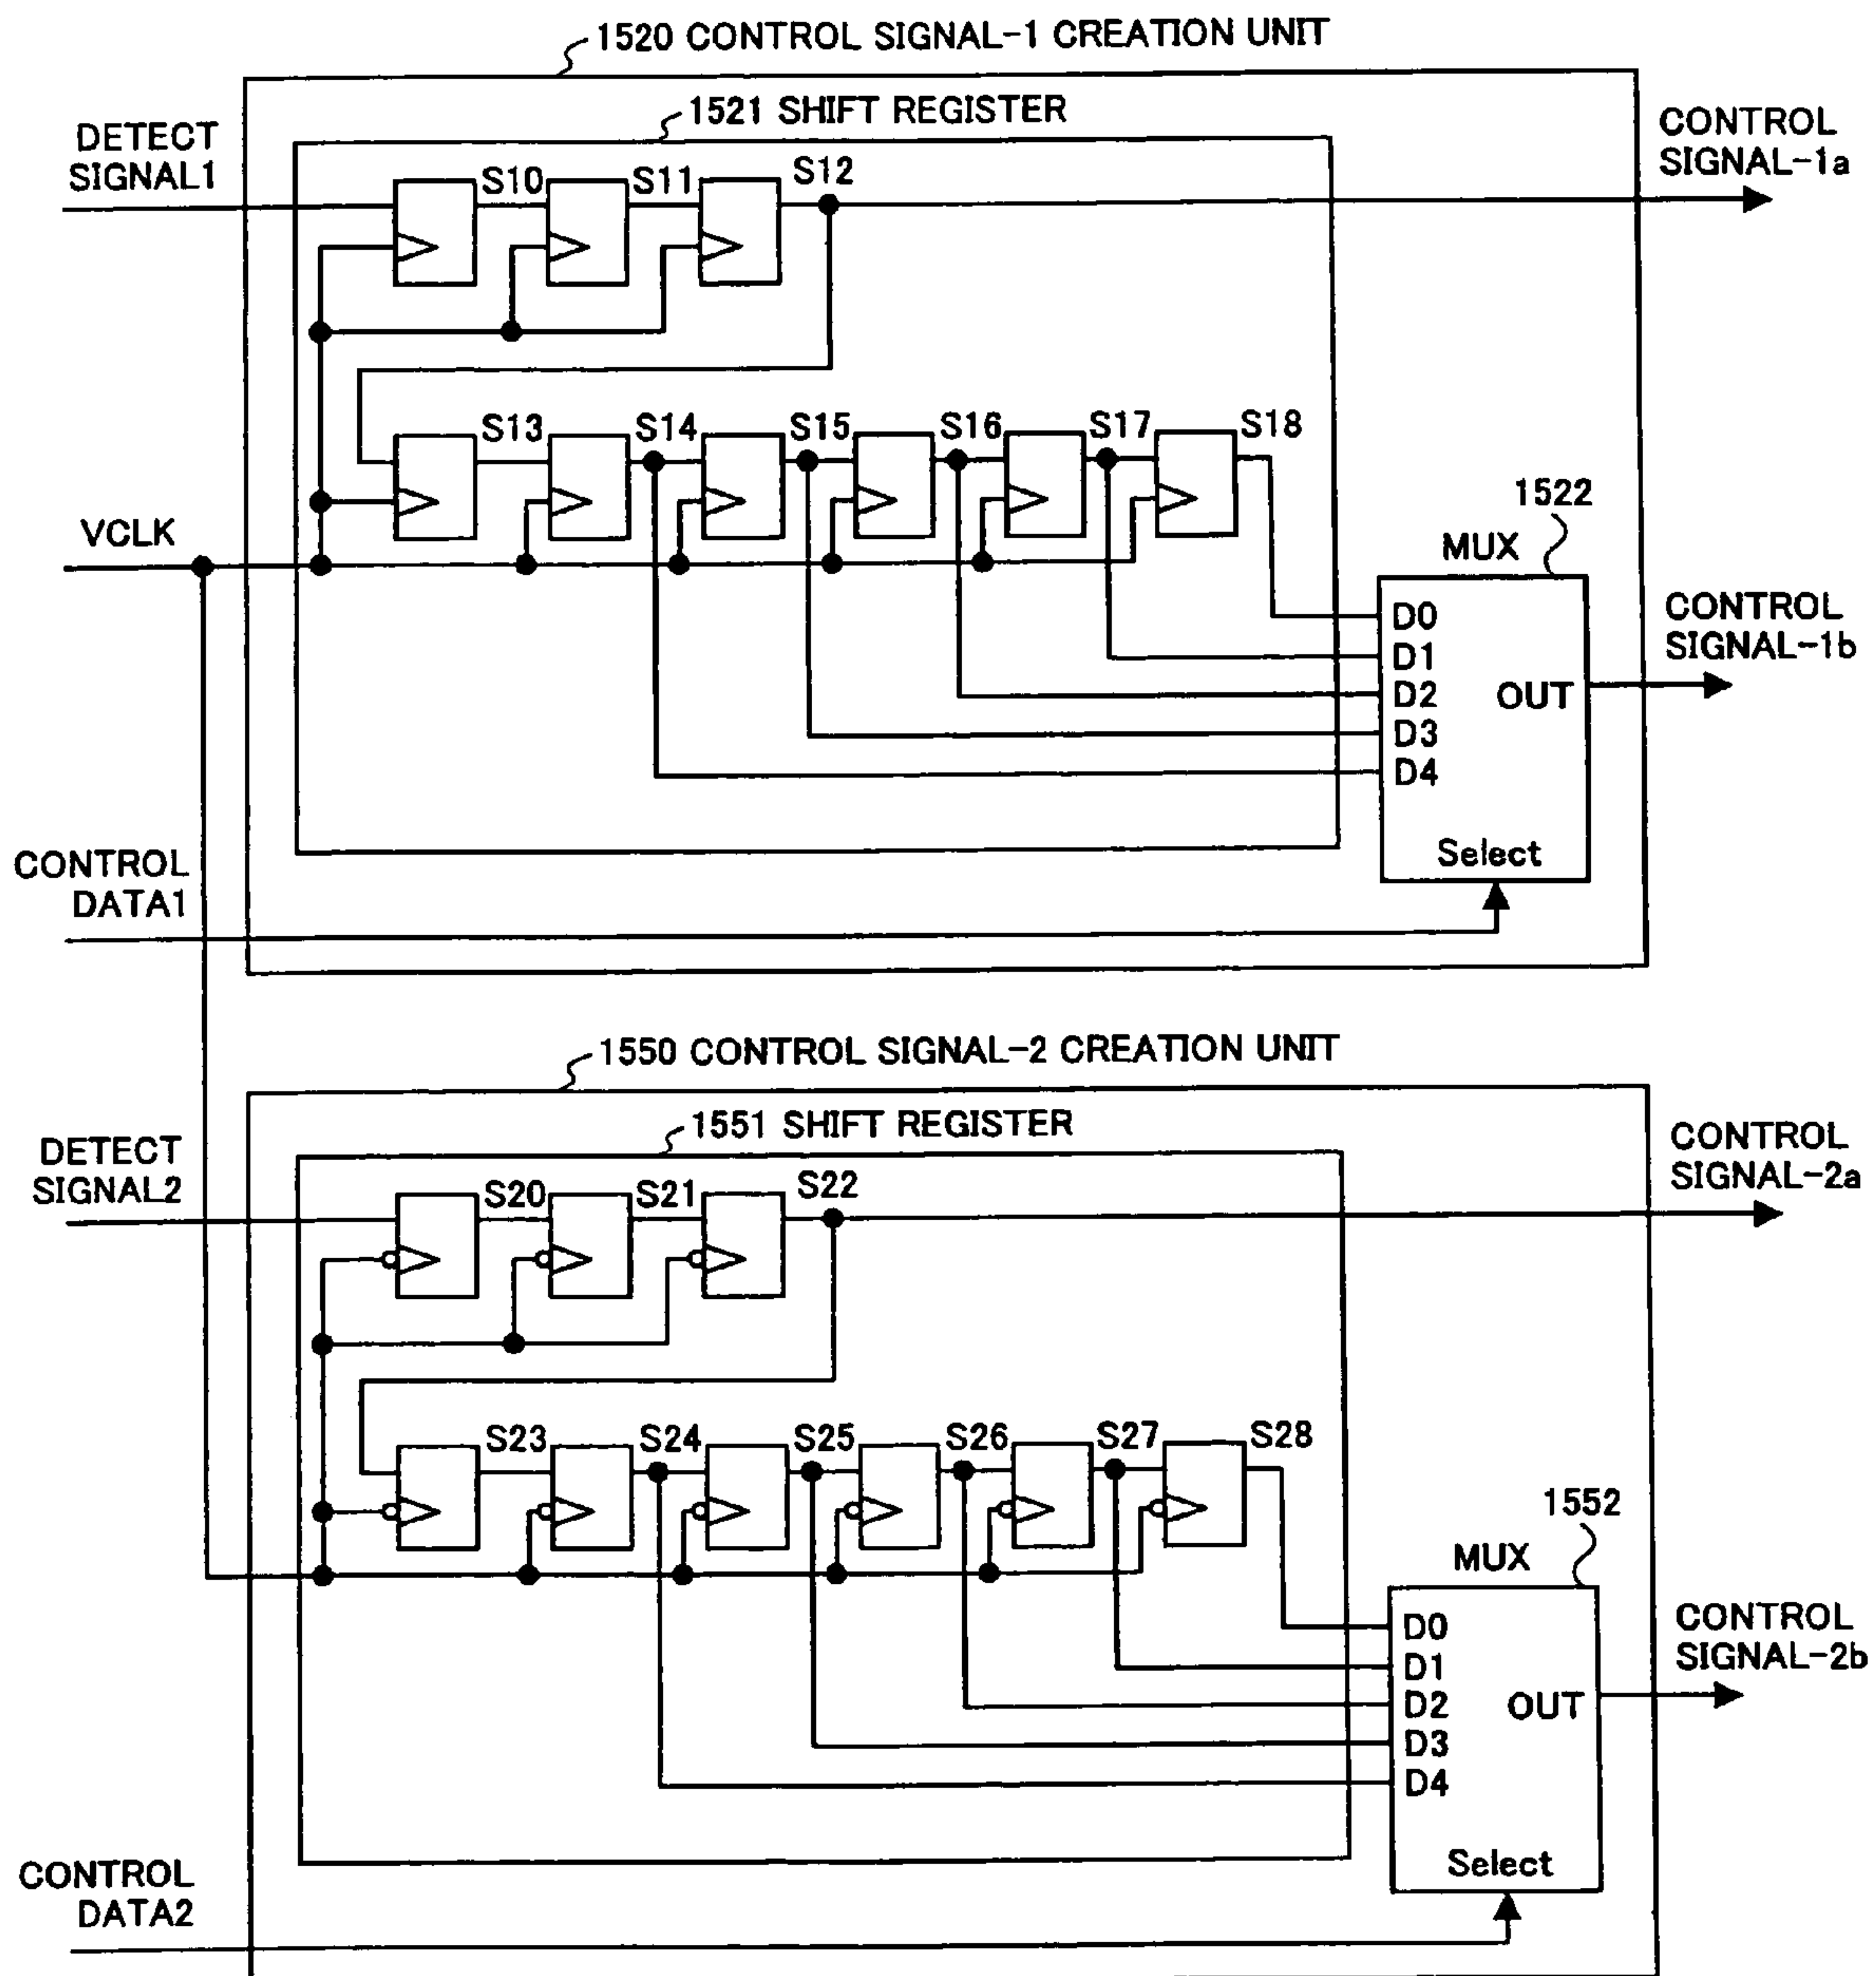 1520 CONTROL SIGNAL-1 CREATION UNIT
1521 SHIFT REGISTER
DETECT
SIGNAL1
CONTROL
SIGNAL-1a
S10
S11
S12
S13
S14
S15
S16
S17
S18
VCLK
1522
MUX
D0
D1
D2
D3
D4
OUT
Select
CONTROL
SIGNAL-1b
CONTROL
DATA1
1550 CONTROL SIGNAL-2 CREATION UNIT
1551 SHIFT REGISTER
DETECT
SIGNAL2
CONTROL
SIGNAL-2a
S20
S21
S22
S23
S24
S25
S26
S27
S28
1552
MUX
D0
D1
D2
D3
D4
OUT
Select
CONTROL
SIGNAL-2b
CONTROL
DATA2